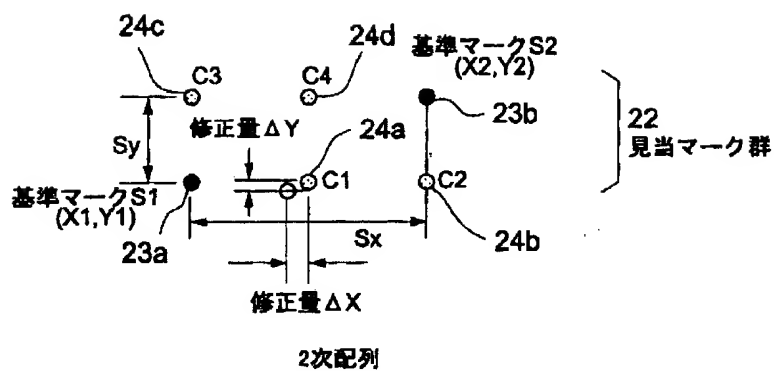 24c
24d
基準マークS2
(X2,Y2)
C3
C4
23b
22
見当マーク群
修正量ΔY
24a
Sy
C1
C2
基準マークS1
(X1,Y1)
23a
Sx
24b
修正量ΔX
2次配列